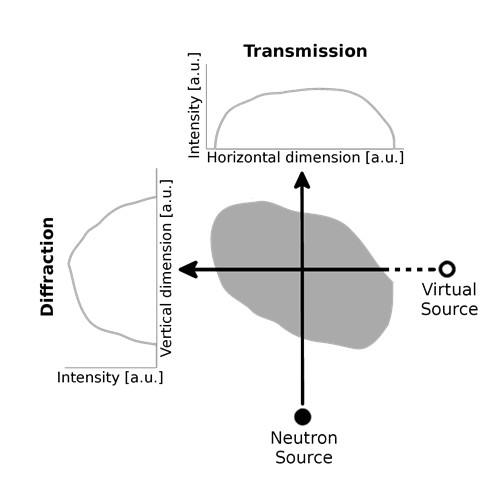 Transmission
Intensity [a.u.]
Horizontal dimension [a.u.]
Diffraction
Vertical dimension [a.u.]
Intensity [a.u.]
Virtual
Source
Neutron
Source